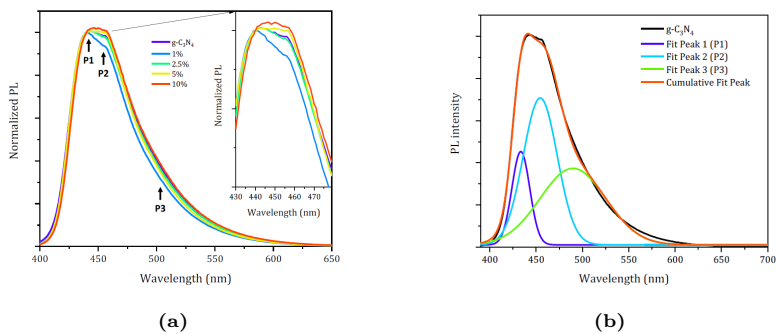 Normalized PL
P1
P2
P3
g-C₃N₄
1%
2.5%
5%
10%
430 440 450 460 470
Wavelength (nm)
400 450 500 550 600 650
Wavelength (nm)
(a)
PL intensity
g-C₃N₄
Fit Peak 1 (P1)
Fit Peak 2 (P2)
Fit Peak 3 (P3)
Cumulative Fit Peak
400 450 500 550 600 650 700
Wavelength (nm)
(b)